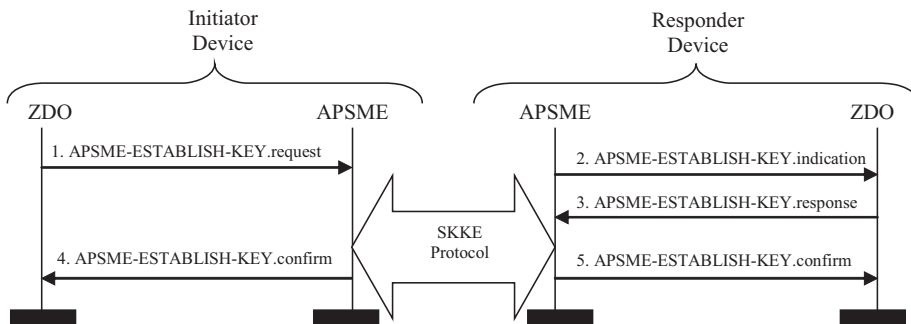 Initiator
Device
Responder
Device
ZDO
APSME
APSME
ZDO
1. APSME-ESTABLISH-KEY.request
2. APSME-ESTABLISH-KEY.indication
3. APSME-ESTABLISH-KEY.response
SKKE
Protocol
4. APSME-ESTABLISH-KEY.confirm
5. APSME-ESTABLISH-KEY.confirm